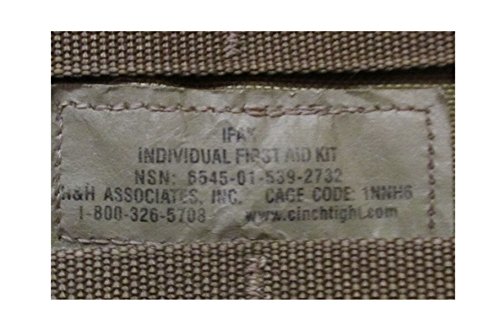 IFAK
INDIVIDUAL FIRST AID KIT
NSN: 6545-01-539-2732
H&H ASSOCIATES, INC. CAGE CODE: 1NNH6
1-800-326-5708 www.cinchtight.com